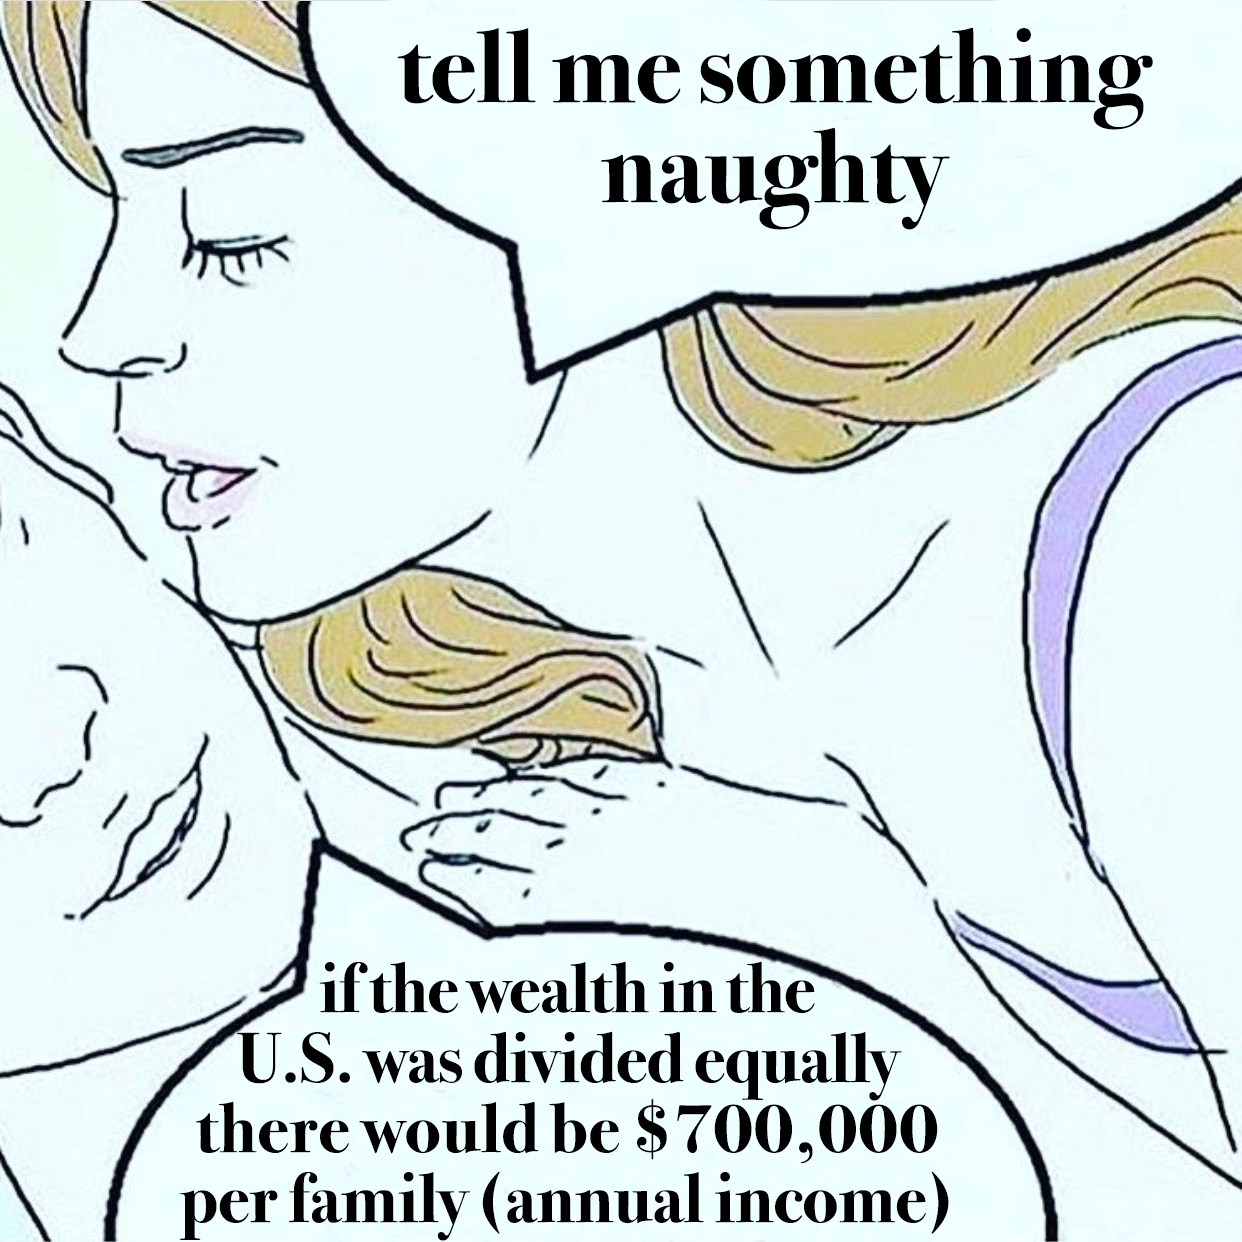 tell me something
naughty
if the wealth in the
U.S. was divided equally
there would be $700,000
per family (annual income)